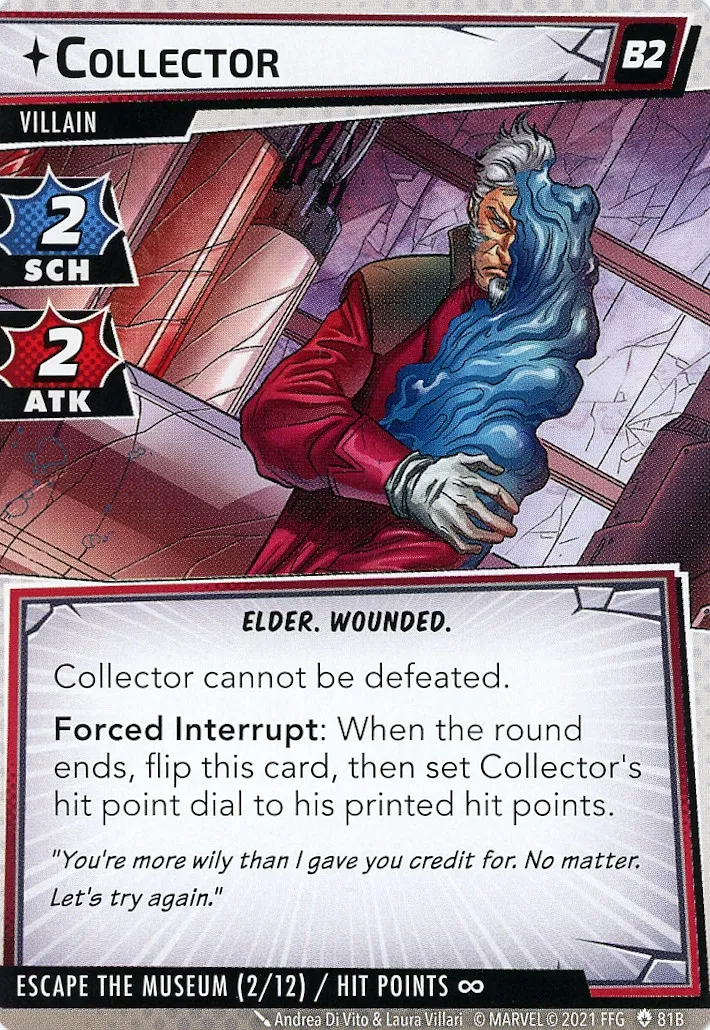 COLLECTOR
B2
VILLAIN
2
SCH
2
ATK
ELDER. WOUNDED.
Collector cannot be defeated.
Forced Interrupt: When the round
ends, flip this card, then set Collector's
hit point dial to his printed hit points.
"You're more wily than I gave you credit for. No matter.
Let's try again."
ESCAPE THE MUSEUM (2/12) / HIT POINTS ∞
Andrea Di Vito & Laura Villari © MARVEL © 2021 FFG 81B